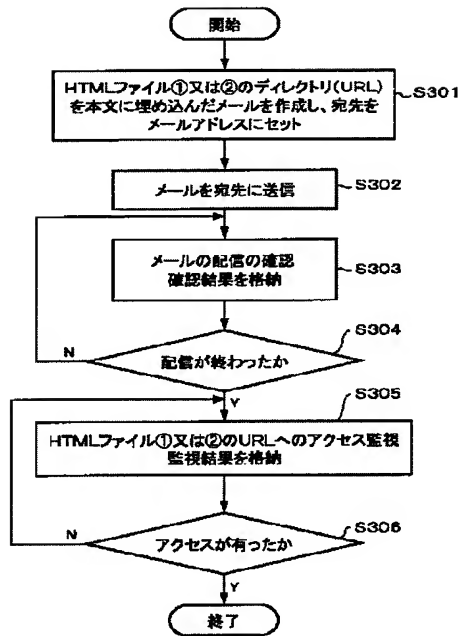 開始
HTMLファイル①又は②のディレクトリ(URL)
を本文に埋め込んだメールを作成し、宛先を
メールアドレスにセット
S301
メールを宛先に送信
S302
メールの配信の確認
確認結果を格納
S303
S304
配信が終わったか
N
Y
S305
HTMLファイル①又は②のURLへのアクセス監視
監視結果を格納
S306
アクセスが有ったか
N
Y
終了